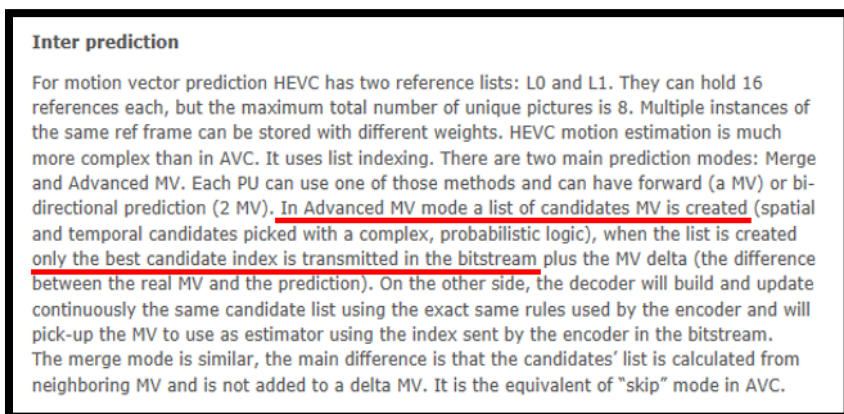 Inter prediction
For motion vector prediction HEVC has two reference lists: L0 and L1. They can hold 16
references each, but the maximum total number of unique pictures is 8. Multiple instances of
the same ref frame can be stored with different weights. HEVC motion estimation is much
more complex than in AVC. It uses list indexing. There are two main prediction modes: Merge
and Advanced MV. Each PU can use one of those methods and can have forward (a MV) or bi-
directional prediction (2 MV). In Advanced MV mode a list of candidates MV is created (spatial
and temporal candidates picked with a complex, probabilistic logic), when the list is created
only the best candidate index is transmitted in the bitstream plus the MV delta (the difference
between the real MV and the prediction). On the other side, the decoder will build and update
continuously the same candidate list using the exact same rules used by the encoder and will
pick-up the MV to use as estimator using the index sent by the encoder in the bitstream.
The merge mode is similar, the main difference is that the candidates' list is calculated from
neighboring MV and is not added to a delta MV. It is the equivalent of "skip" mode in AVC.